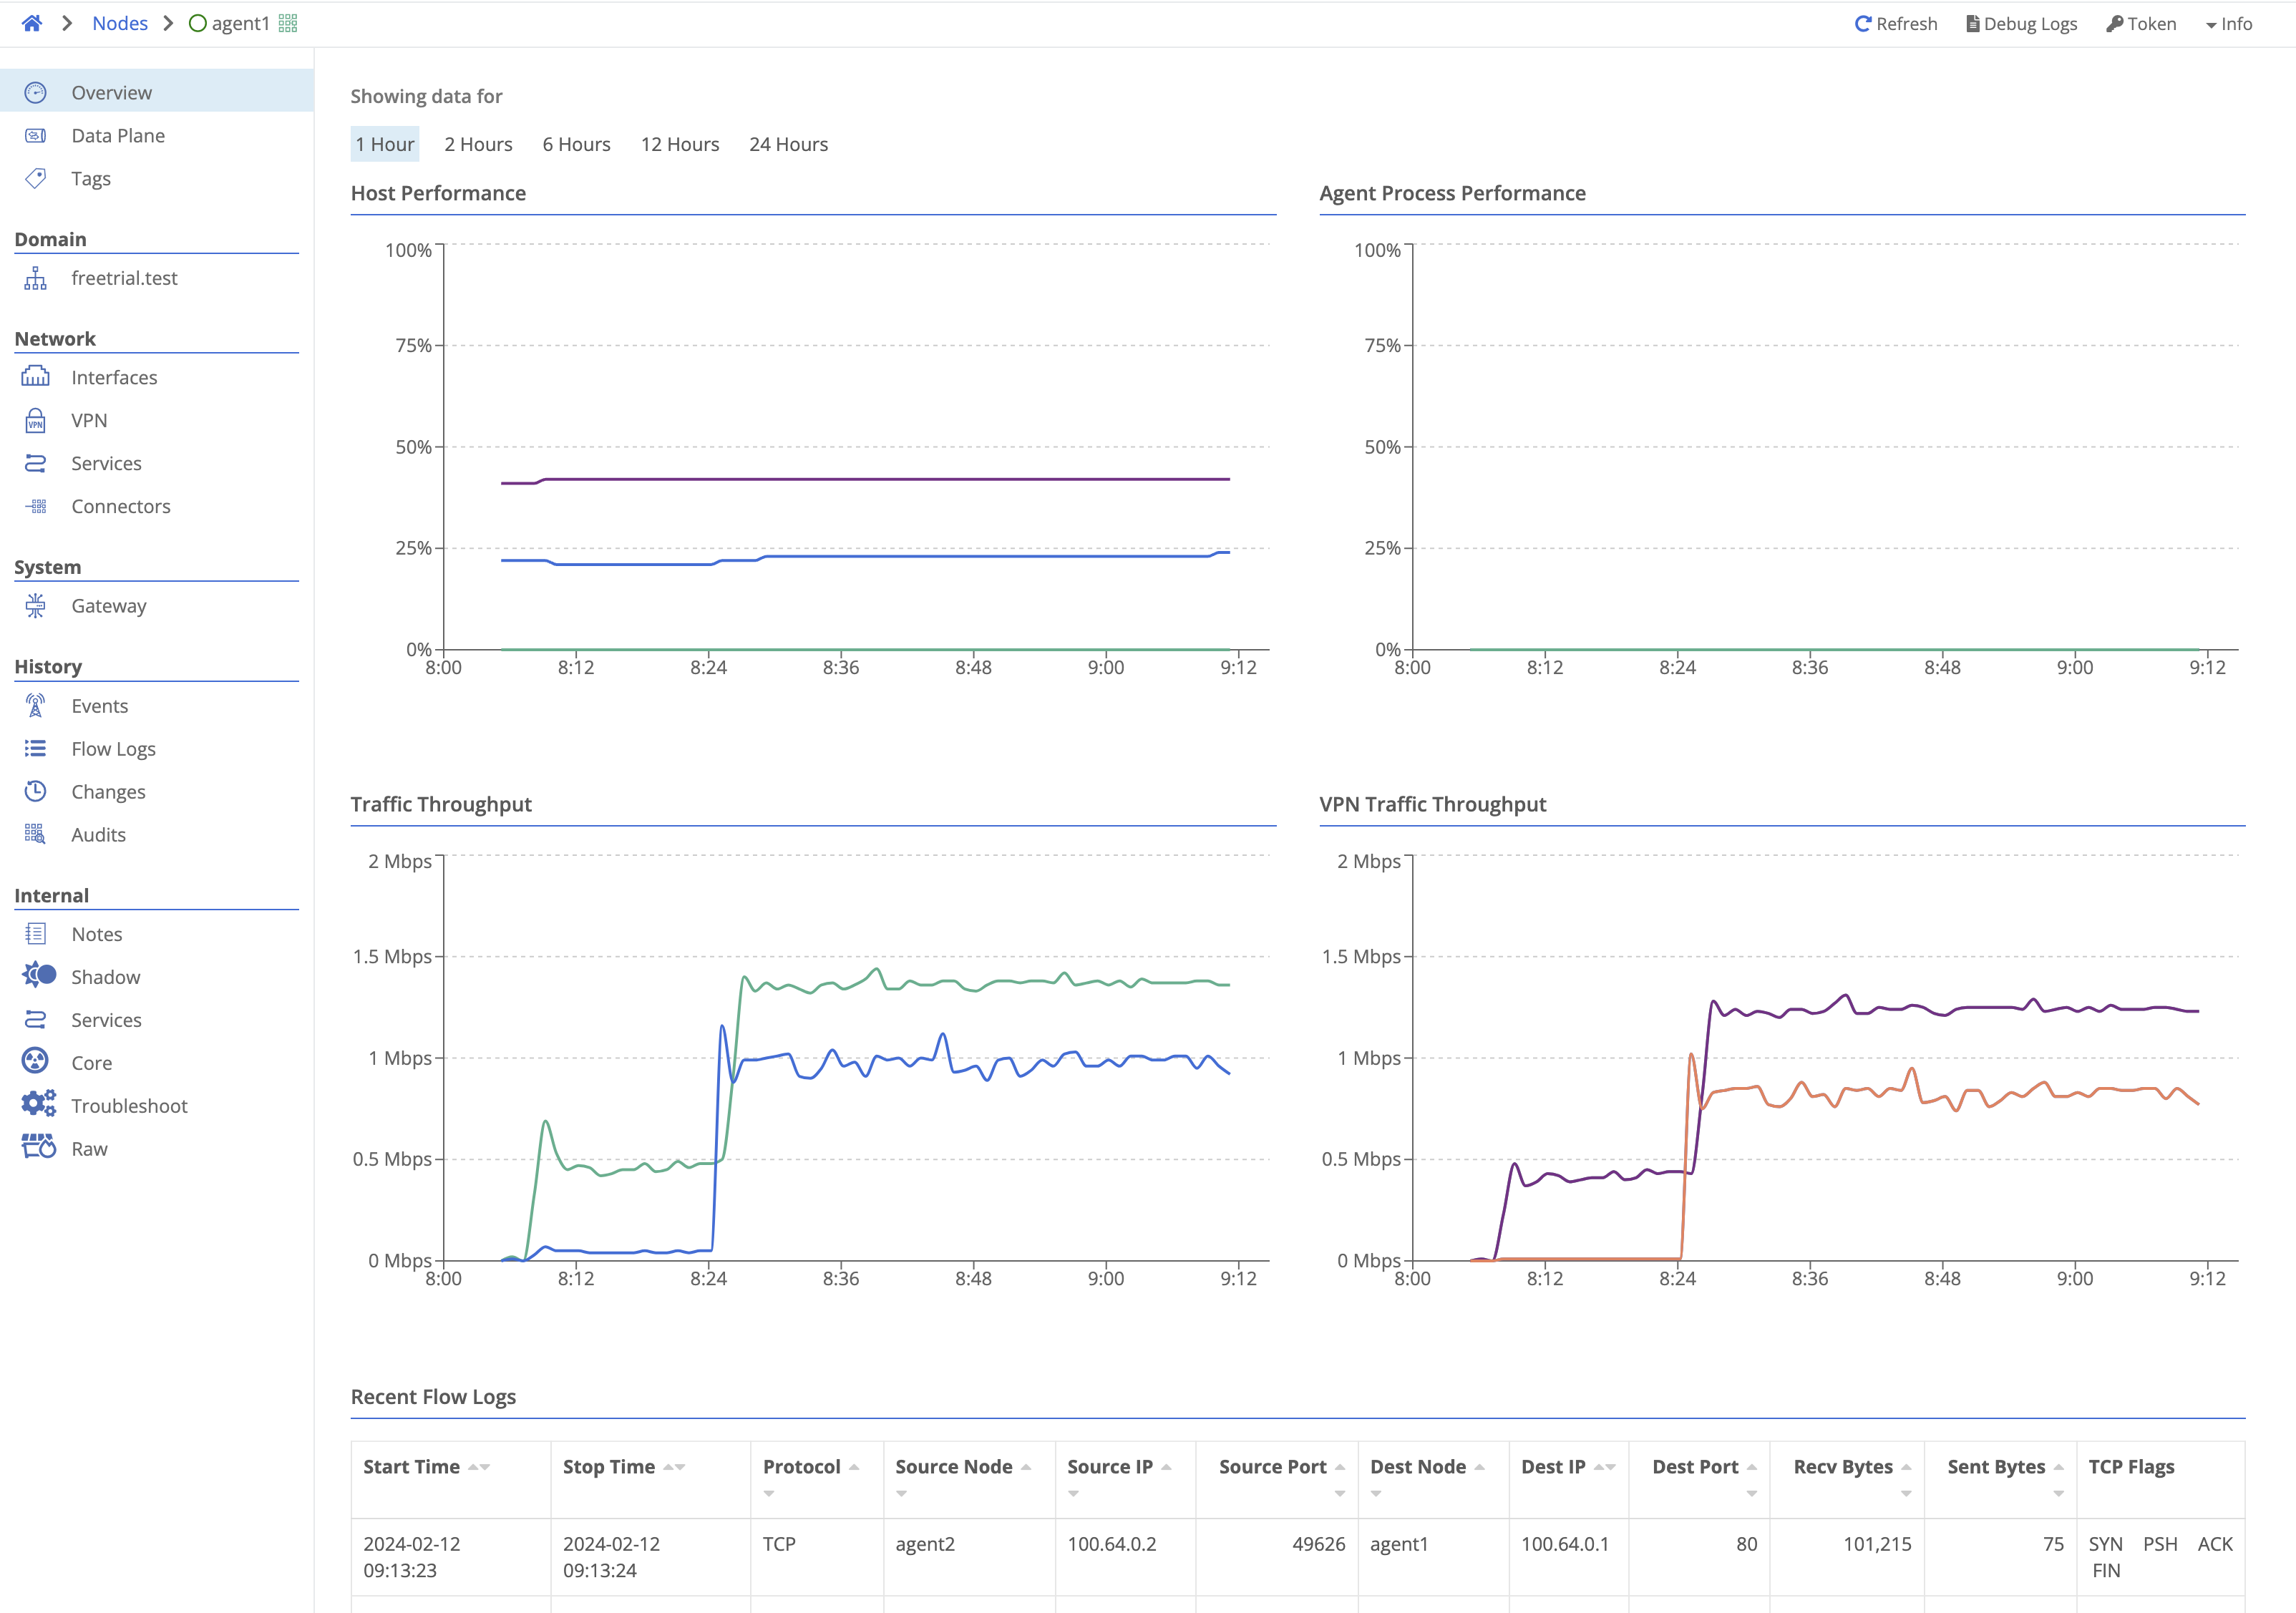 Nodes agent1 Refresh Debug Logs Token Info
Overview
Data Plane
Tags
Domain
freetrial.test
Network
Interfaces
VPN
VPN
Services
Connectors
System
Gateway
History
Events
Flow Logs
Changes
Audits
Internal
Notes
Shadow
Services
Core
Troubleshoot
Raw
Showing data for
1 Hour 2 Hours 6 Hours 12 Hours 24 Hours
Host Performance
100%
75%
50%
25%
0%
8:00 8:12 8:24 8:36 8:48 9:00 9:12
Agent Process Performance
100%
75%
50%
25%
0%
8:00 8:12 8:24 8:36 8:48 9:00 9:12
Traffic Throughput
2 Mbps
1.5 Mbps
1 Mbps
0.5 Mbps
0 Mbps
8:00 8:12 8:24 8:36 8:48 9:00 9:12
VPN Traffic Throughput
2 Mbps
1.5 Mbps
1 Mbps
0.5 Mbps
0 Mbps
8:00 8:12 8:24 8:36 8:48 9:00 9:12
Recent Flow Logs
Start Time Stop Time Protocol Source Node Source IP Source Port Dest Node Dest IP Dest Port Recv Bytes Sent Bytes TCP Flags
2024-02-12 2024-02-12 TCP agent2 100.64.0.2 49626 agent1 100.64.0.1 80 101,215 75 SYN PSH ACK
09:13:23 09:13:24 FIN